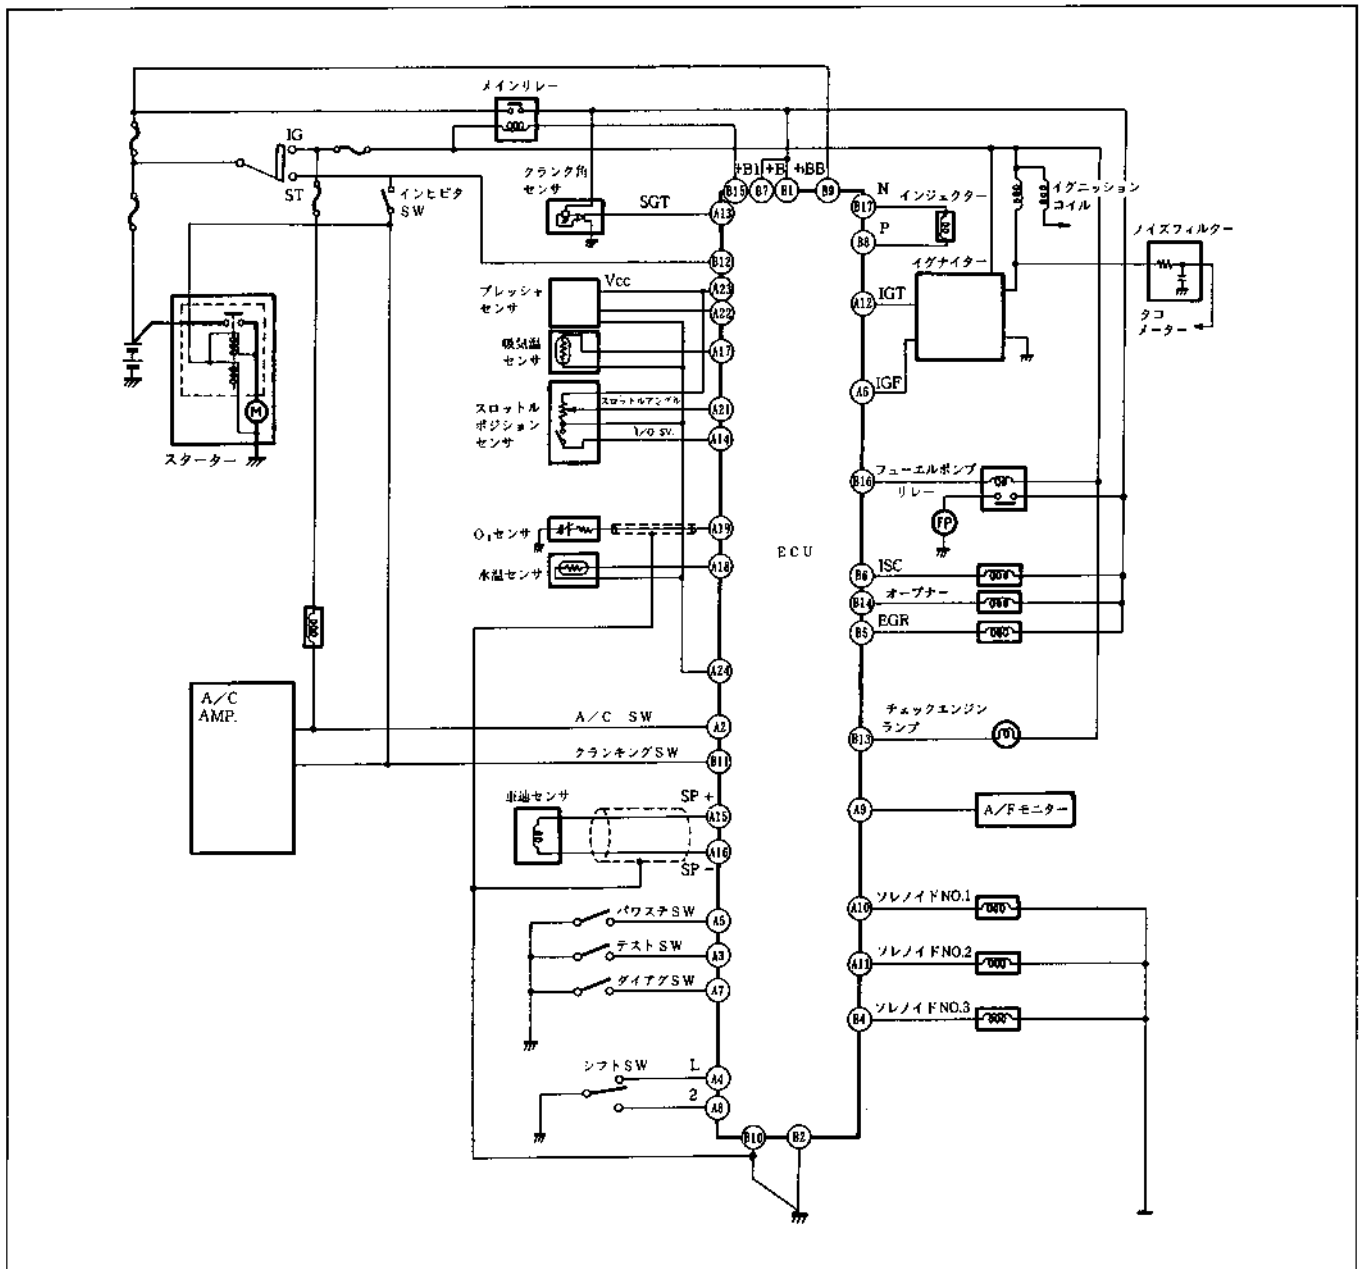 メインリレー
IG
ST
インヒビタ
SW
クランク角
センサ
SGT
+B1
+B
+BB
B15
B7
B1
B9
A13
B12
N
B17
インジェクター
P
B8
イグニッション
コイル
ノイズフィルター
イグナイター
A12
IGT
タコ
メーター
A6
IGF
プレッシャ
センサ
Vcc
A23
A22
吸気温
センサ
A17
スロットル
ポジション
センサ
スロットルアングル
A21
A14
M
スターター
B16
フューエルポンプ
リレー
FP
O₂センサ
A19
水温センサ
A18
ECU
B6
ISC
B14
オープナー
B5
EGR
A24
A/C
AMP.
A/C SW
A2
クランキングSW
B11
チェックエンジン
ランプ
B13
車速センサ
SP +
A15
A16
SP -
A9
A/Fモニター
パワステSW
A5
テストSW
A3
ダイアグSW
A7
A10
ソレノイドNO.1
A11
ソレノイドNO.2
B4
ソレノイドNO.3
シフトSW
L
A4
2
A8
B10
B2